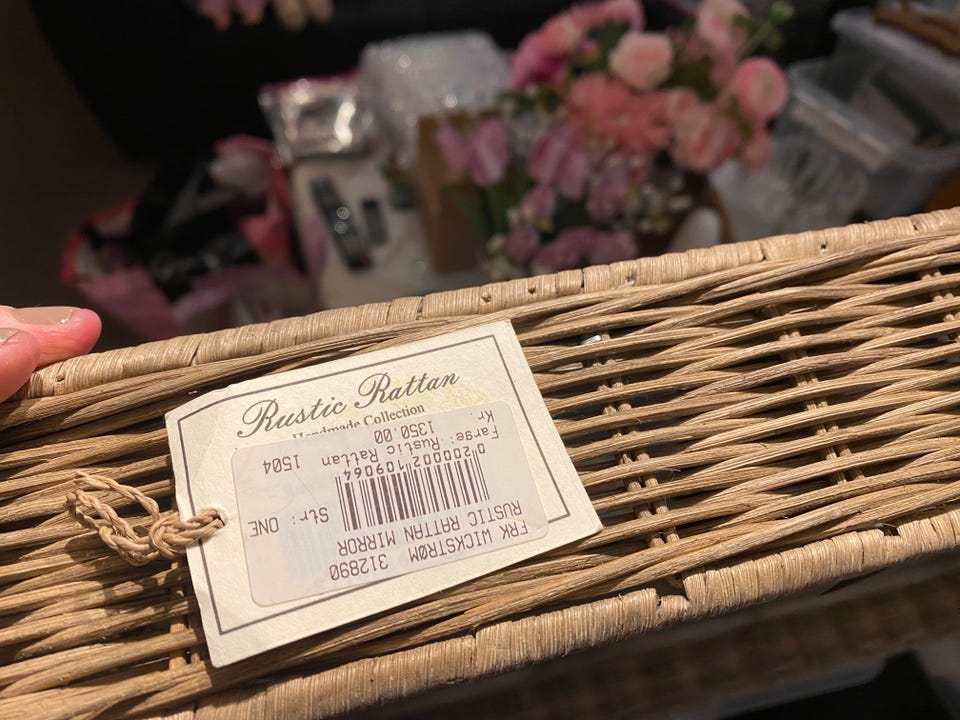 Rustic Rattan
Handmade Collection
FRK WICKSTRØM 312890
RUSTIC RATTAN MIRROR
Str: ONE
0200002109064
Farge: Rustic Rattan 1504
Kr. 1350.00